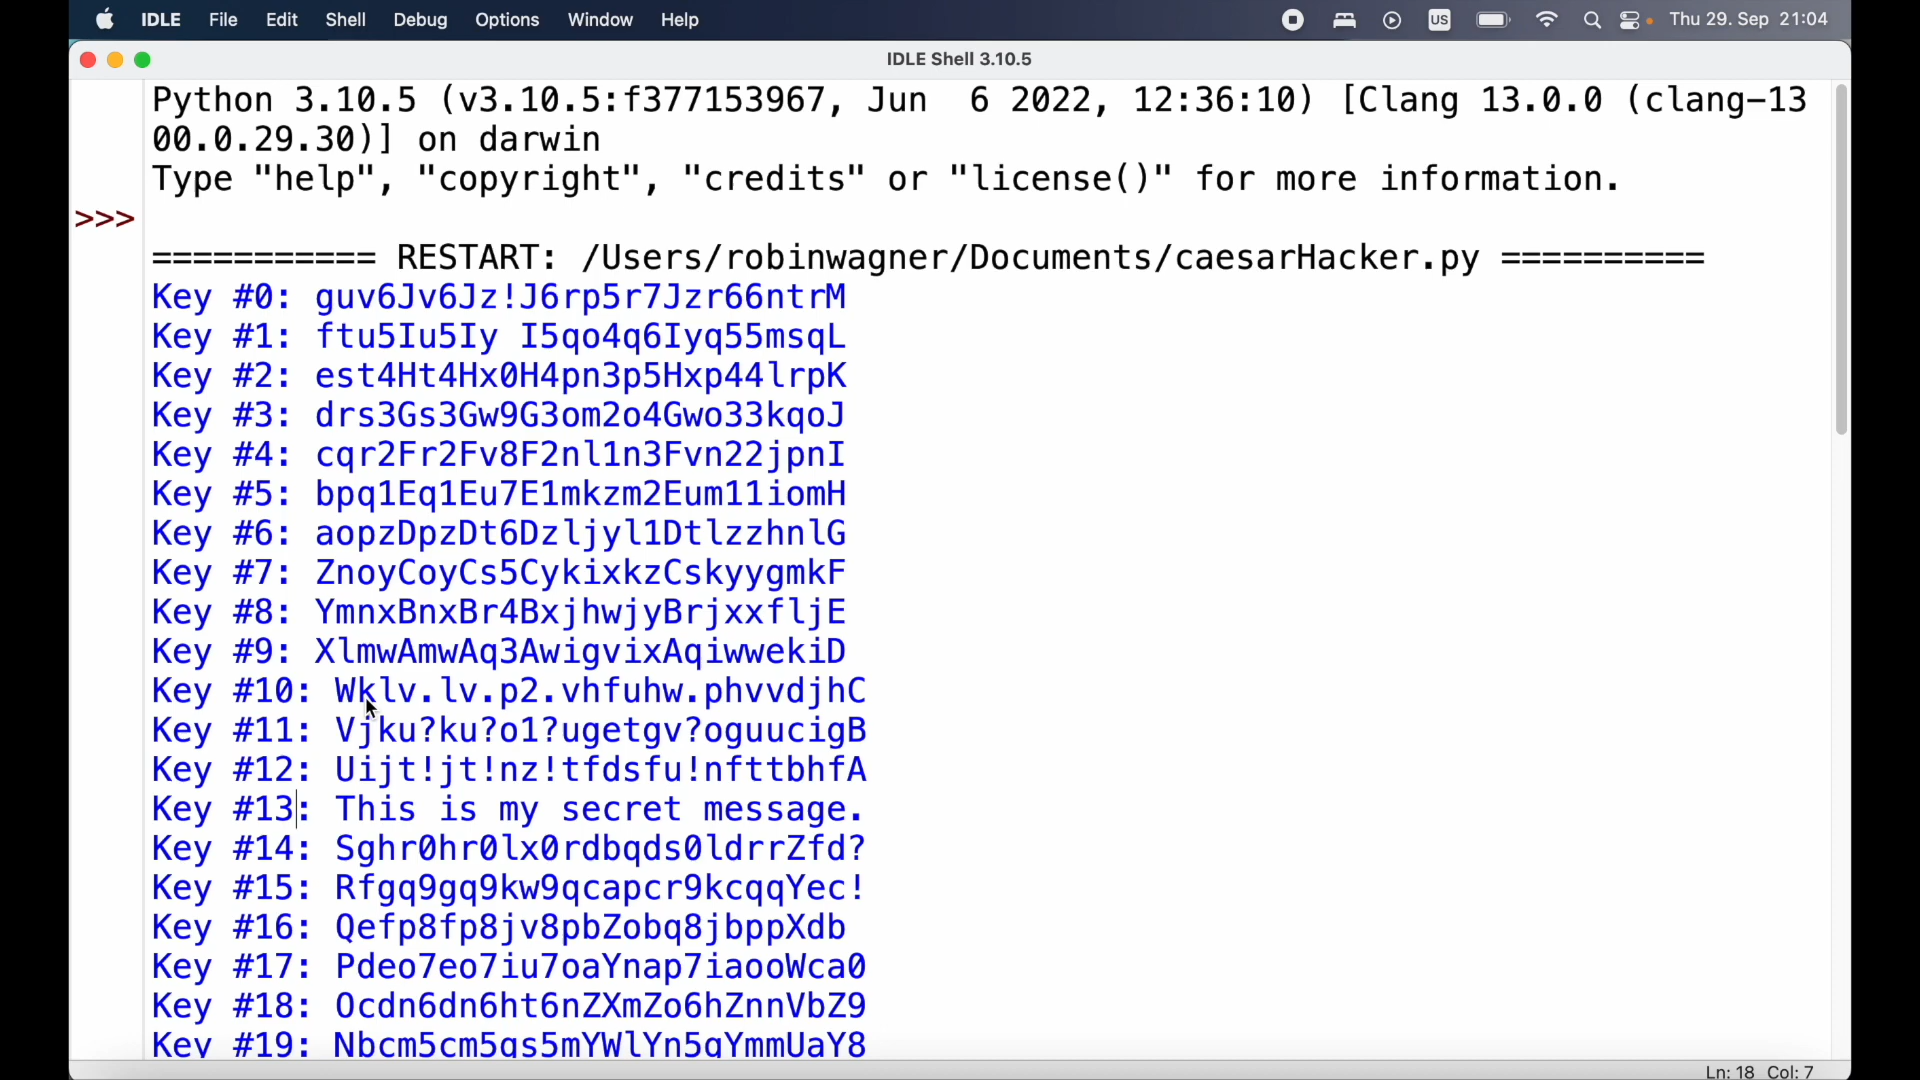 IDLE File Edit Shell Debug Options Window Help US Thu 29. Sep 21:04
IDLE Shell 3.10.5
Python 3.10.5 (v3.10.5:f377153967, Jun  6 2022, 12:36:10) [Clang 13.0.0 (clang-13
00.0.29.30)] on darwin
Type "help", "copyright", "credits" or "license()" for more information.
>>>
=========== RESTART: /Users/robinwagner/Documents/caesarHacker.py ==========
Key #0: guv6Jv6Jz!J6rp5r7Jzr66ntrM
Key #1: ftu5Iu5Iy I5qo4q6Iyq55msqL
Key #2: est4Ht4Hx0H4pn3p5Hxp44lrpK
Key #3: drs3Gs3Gw9G3om2o4Gwo33kqoJ
Key #4: cqr2Fr2Fv8F2nl1n3Fvn22jpnI
Key #5: bpq1Eq1Eu7E1mkzm2Eum11iomH
Key #6: aopzDpzDt6Dzljyl1DtlzzhnlG
Key #7: ZnoyCoyCs5CykixkzCskyygmkF
Key #8: YmnxBnxBr4BxjhwjyBrjxxfljE
Key #9: XlmwAmwAq3AwigvixAqiwwekiD
Key #10: Wklv.lv.p2.vhfuhw.phvvdjhC
Key #11: Vjku?ku?o1?ugetgv?oguucigB
Key #12: Uijt!jt!nz!tfdsfu!nfttbhfA
Key #13: This is my secret message.
Key #14: Sghr0hr0lx0rdbqds0ldrrZfd?
Key #15: Rfgq9gq9kw9qcapcr9kcqqYec!
Key #16: Qefp8fp8jv8pbZobq8jbppXdb
Key #17: Pdeo7eo7iu7oaYnap7iaooWca0
Key #18: Ocdn6dn6ht6nZXmZo6hZnnVbZ9
Key #19: Nbcm5cm5gs5mYWlYn5gYmmUaY8
Ln: 18 Col: 7